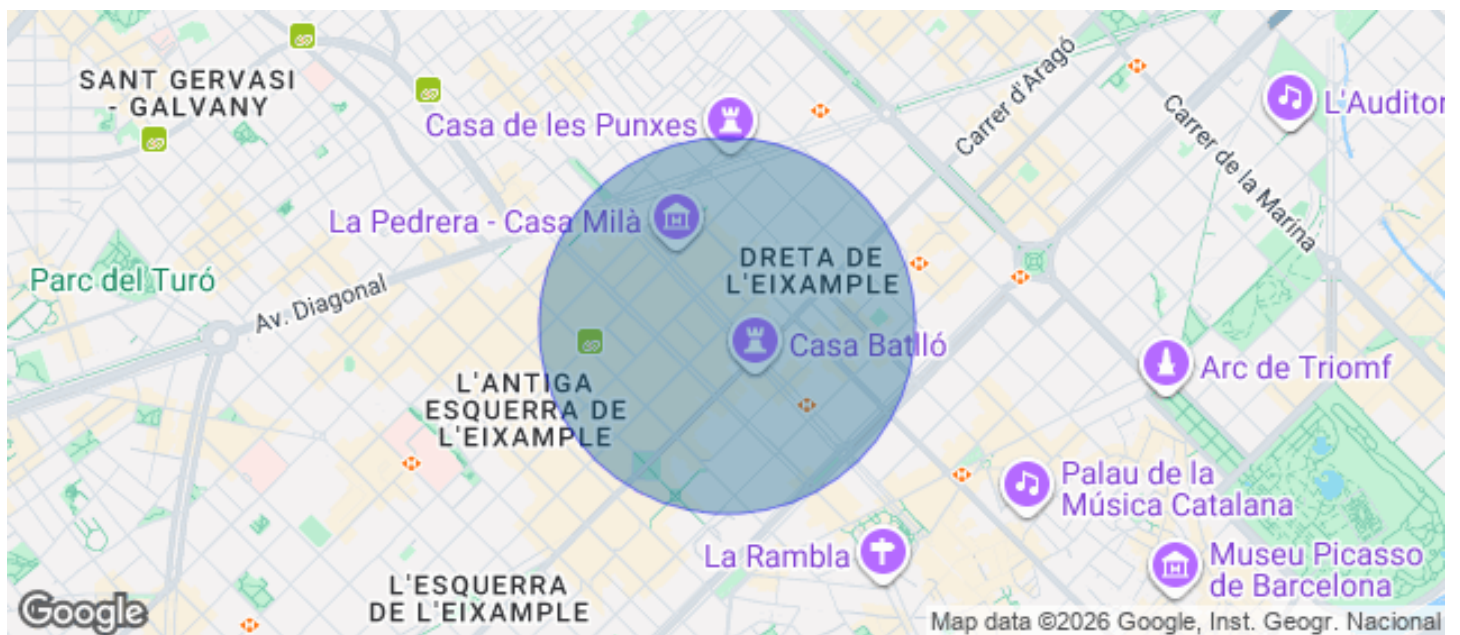 SANT GERVASI
- GALVANY
Casa de les Punxes
Carrer d'Aragó
L'Auditor
Carrer de la Marina
La Pedrera - Casa Milà
DRETA DE
L'EIXAMPLE
Parc del Turó
Av. Diagonal
Casa Batlló
Arc de Triomf
L'ANTIGA
ESQUERRA DE
L'EIXAMPLE
Palau de la
Música Catalana
La Rambla
Museu Picasso
de Barcelona
L'ESQUERRA
DE L'EIXAMPLE
Google
Map data ©2026 Google, Inst. Geogr. Nacional